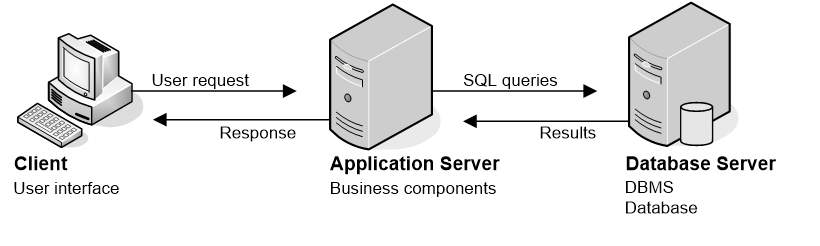 User request
SQL queries
Response
Results
Client
Application Server
Database Server
User interface
Business components
DBMS
Database